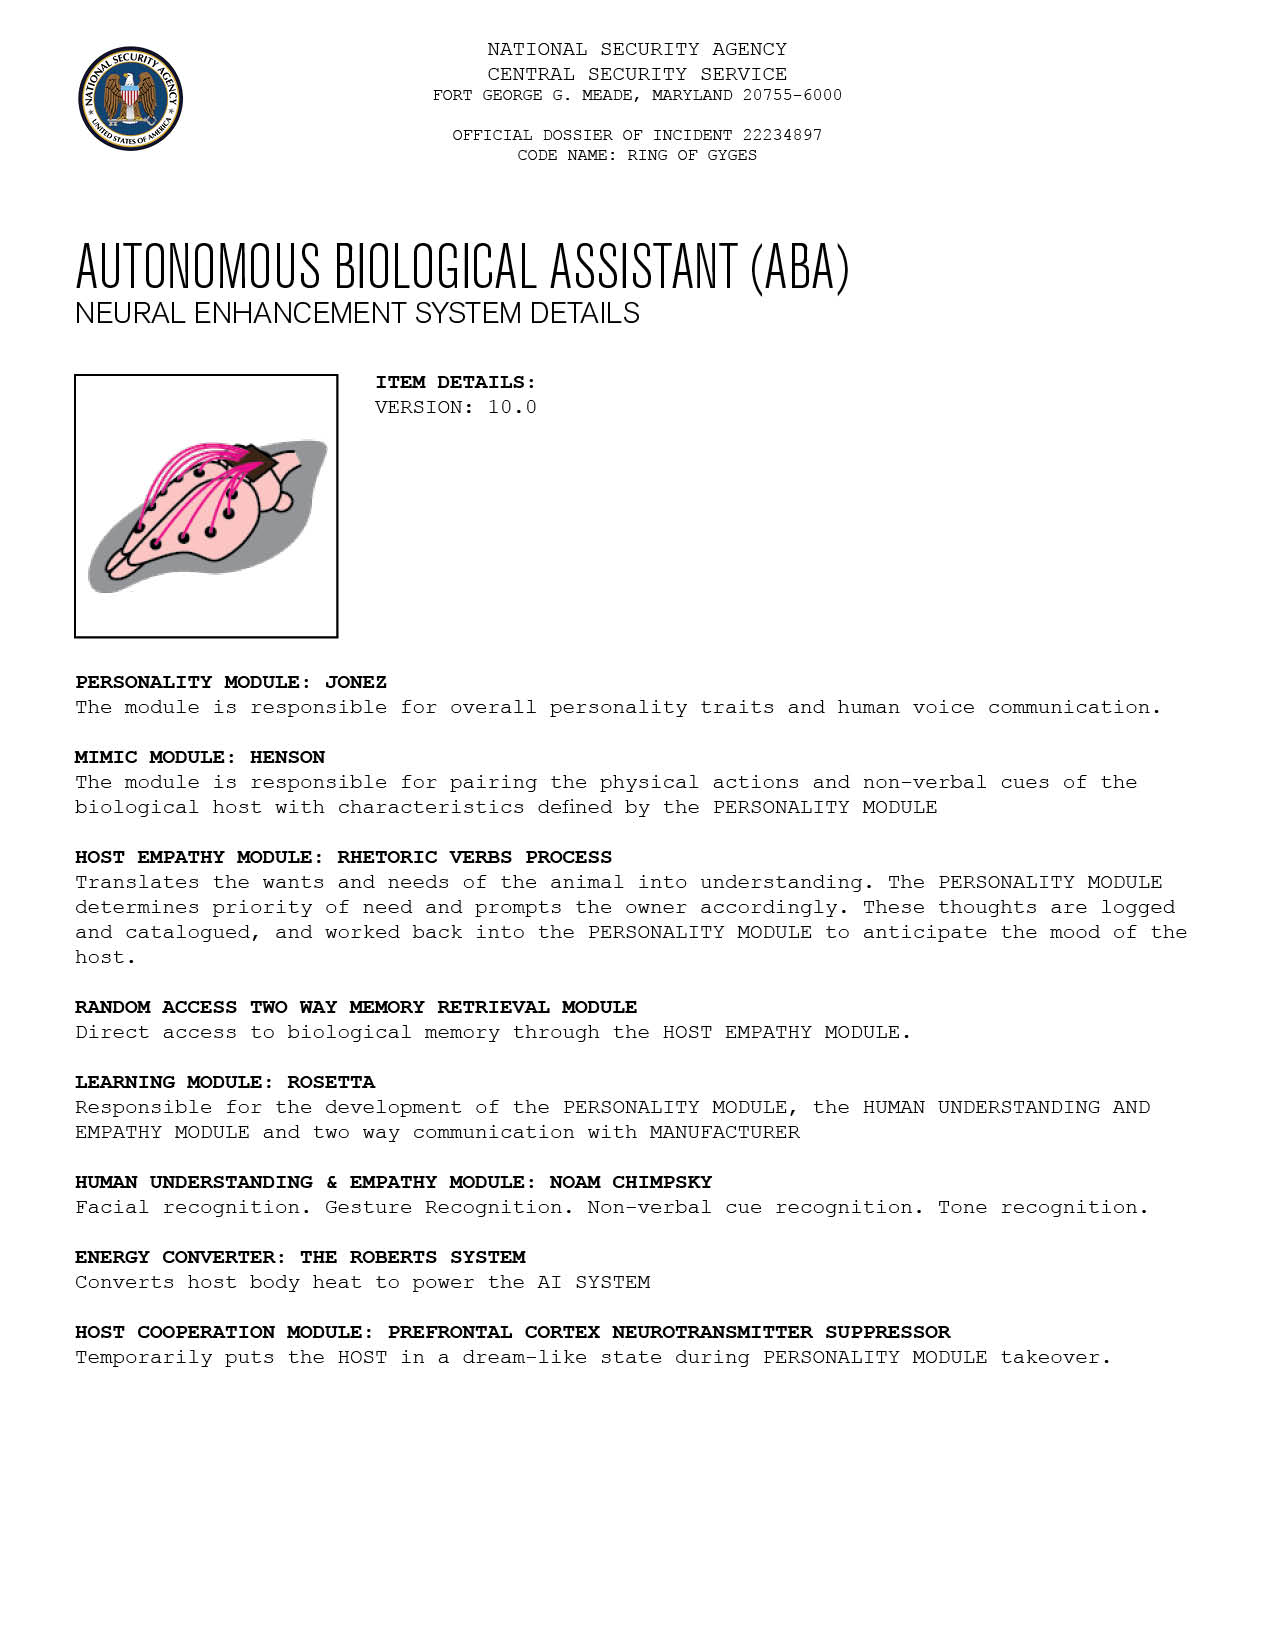 NATIONAL SECURITY AGENCY
CENTRAL SECURITY SERVICE
FORT GEORGE G. MEADE, MARYLAND 20755-6000
NATIONAL SECURITY AGENCY
UNITED STATES OF AMERICA
OFFICIAL DOSSIER OF INCIDENT 22234897
CODE NAME: RING OF GYGES
AUTONOMOUS BIOLOGICAL ASSISTANT (ABA)
NEURAL ENHANCEMENT SYSTEM DETAILS
ITEM DETAILS:
VERSION: 10.0
PERSONALITY MODULE: JONEZ
The module is responsible for overall personality traits and human voice communication.
MIMIC MODULE: HENSON
The module is responsible for pairing the physical actions and non-verbal cues of the
biological host with characteristics defined by the PERSONALITY MODULE
HOST EMPATHY MODULE: RHETORIC VERBS PROCESS
Translates the wants and needs of the animal into understanding. The PERSONALITY MODULE
determines priority of need and prompts the owner accordingly. These thoughts are logged
and catalogued, and worked back into the PERSONALITY MODULE to anticipate the mood of the
host.
RANDOM ACCESS TWO WAY MEMORY RETRIEVAL MODULE
Direct access to biological memory through the HOST EMPATHY MODULE.
LEARNING MODULE: ROSETTA
Responsible for the development of the PERSONALITY MODULE, the HUMAN UNDERSTANDING AND
EMPATHY MODULE and two way communication with MANUFACTURER
HUMAN UNDERSTANDING & EMPATHY MODULE: NOAM CHIMPSKY
Facial recognition. Gesture Recognition. Non-verbal cue recognition. Tone recognition.
ENERGY CONVERTER: THE ROBERTS SYSTEM
Converts host body heat to power the AI SYSTEM
HOST COOPERATION MODULE: PREFRONTAL CORTEX NEUROTRANSMITTER SUPPRESSOR
Temporarily puts the HOST in a dream-like state during PERSONALITY MODULE takeover.